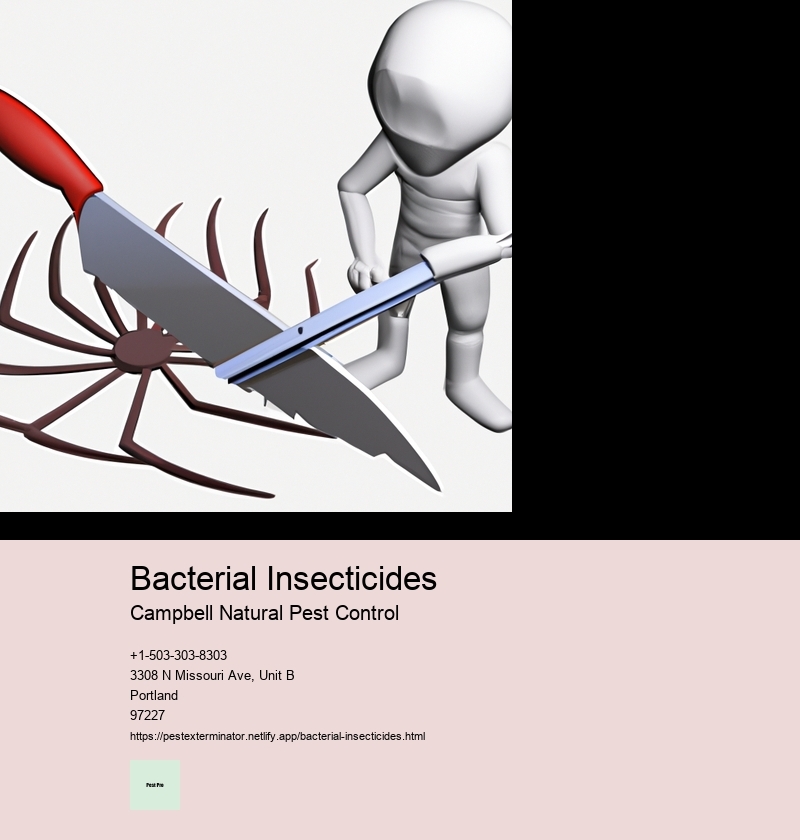 Bacterial Insecticides
Campbell Natural Pest Control
+1-503-303-8303
3308 N Missouri Ave, Unit B
Portland
97227
https://pestexterminator.netlify.app/bacterial-insecticides.html
Pest Pro